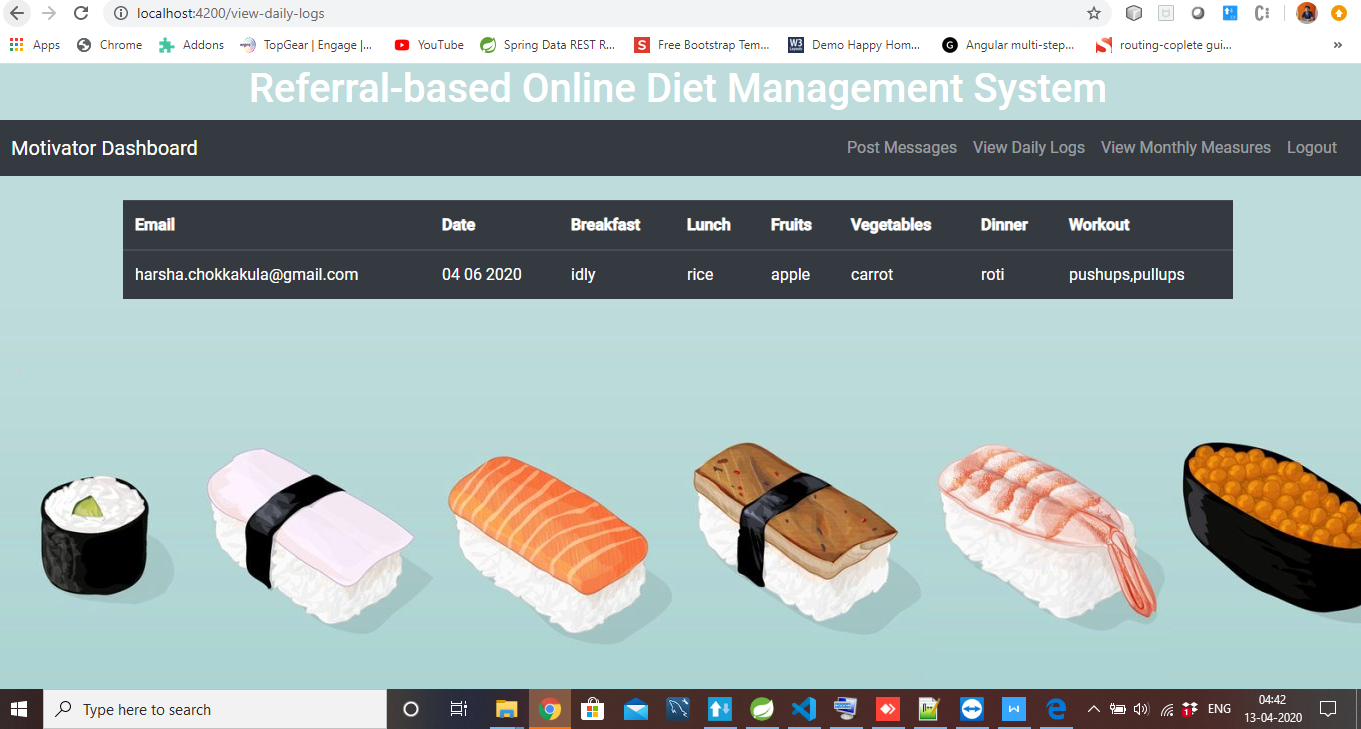 localhost:4200/view-daily-logs
Apps Chrome Addons TopGear | Engage |... YouTube Spring Data REST R... Free Bootstrap Tem... Demo Happy Hom... Angular multi-step... routing-coplete gui... »
Referral-based Online Diet Management System
Motivator Dashboard Post Messages View Daily Logs View Monthly Measures Logout
Email Date Breakfast Lunch Fruits Vegetables Dinner Workout
harsha.chokkakula@gmail.com 04 06 2020 idly rice apple carrot roti pushups,pullups
Type here to search ENG 04:42
13-04-2020